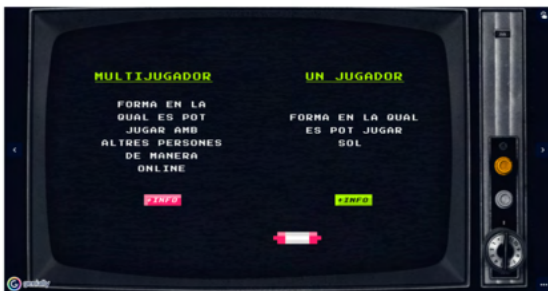 MULTIJUGADOR
FORMA EN LA
QUAL ES POT
JUGAR AMB
ALTRES PERSONES
DE MANERA
ONLINE
+INFO
UN JUGADOR
FORMA EN LA QUAL
ES POT JUGAR
SOL
+INFO
genially